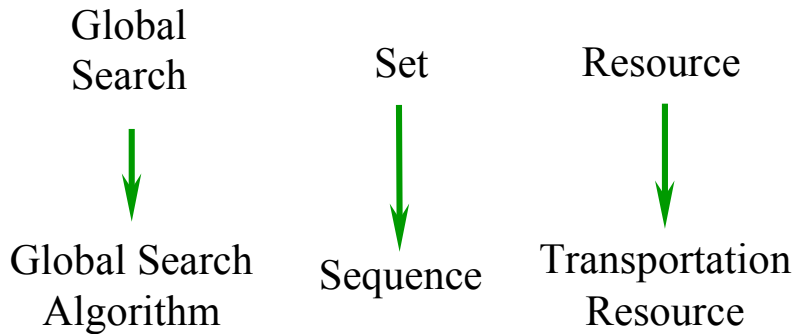 Global
Search
Set
Resource
Global Search
Algorithm
Sequence
Transportation
Resource